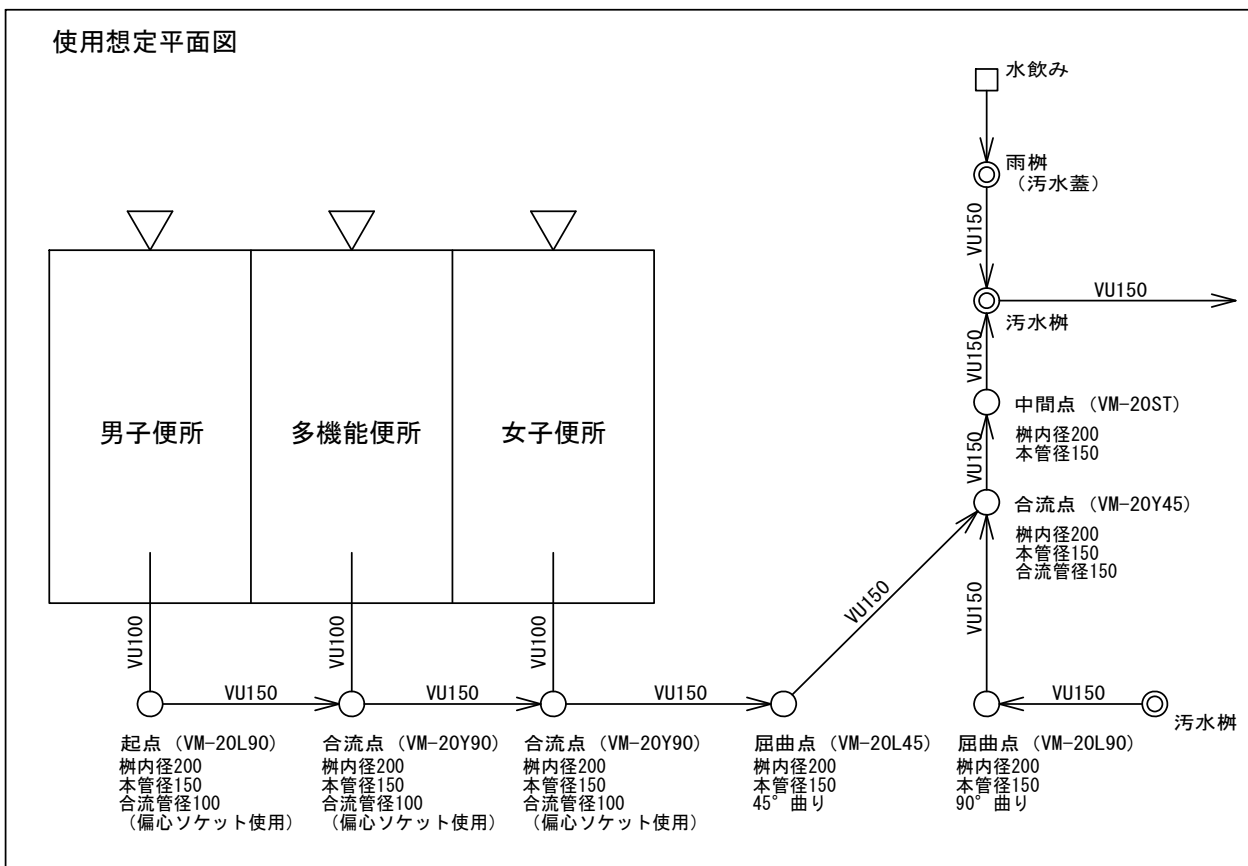 使用想定平面図
水飲み
雨桝
（汚水蓋）
VU150
VU150
汚水桝
VU150
中間点（VM-20ST）
桝内径200
本管径150
VU150
合流点（VM-20Y45）
桝内径200
本管径150
合流管径150
男子便所
多機能便所
女子便所
VU100
VU100
VU100
VU150
VU150
VU150
VU150
VU150
VU150
汚水桝
起点（VM-20L90）
桝内径200
本管径150
合流管径100
（偏心ソケット使用）
合流点（VM-20Y90）
桝内径200
本管径150
合流管径100
（偏心ソケット使用）
合流点（VM-20Y90）
桝内径200
本管径150
合流管径100
（偏心ソケット使用）
屈曲点（VM-20L45）
桝内径200
本管径150
45°曲り
屈曲点（VM-20L90）
桝内径200
本管径150
90°曲り